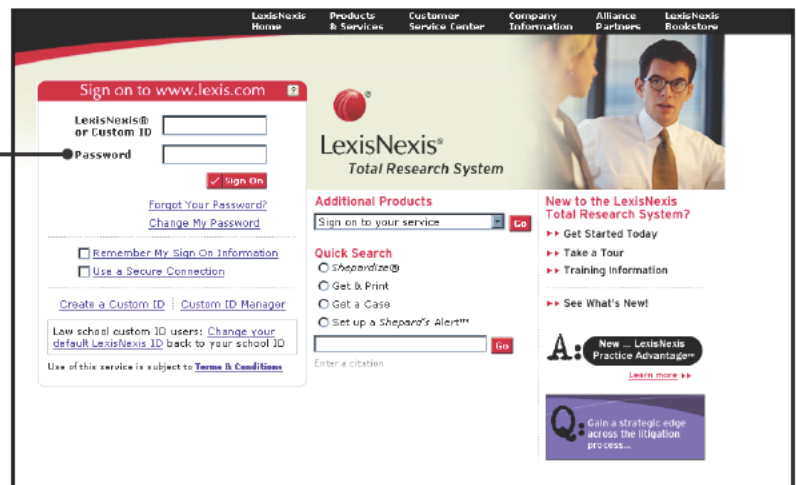 LexisNexis Home
Products & Services
Customer Service Center
Company Information
Alliance Partners
LexisNexis Bookstore
Sign on to www.lexis.com ?
LexisNexis®
or Custom ID
Password
Sign On
Forgot Your Password?
Change My Password
Remember My Sign On Information
Use a Secure Connection
Create a Custom ID
Custom ID Manager
Law school custom ID users: Change your
default LexisNexis ID back to your school ID
Use of this service is subject to Terms & Conditions
LexisNexis®
Total Research System
Additional Products
Sign on to your service
Go
Quick Search
Shepardize®
Get & Print
Get a Case
Set up a Shepard's Alert™
Go
Enter a citation
New to the LexisNexis
Total Research System?
Get Started Today
Take a Tour
Training Information
See What's New!
A:
New ... LexisNexis
Practice Advantage™
Learn more
Q:
Gain a strategic edge
across the litigation
process...